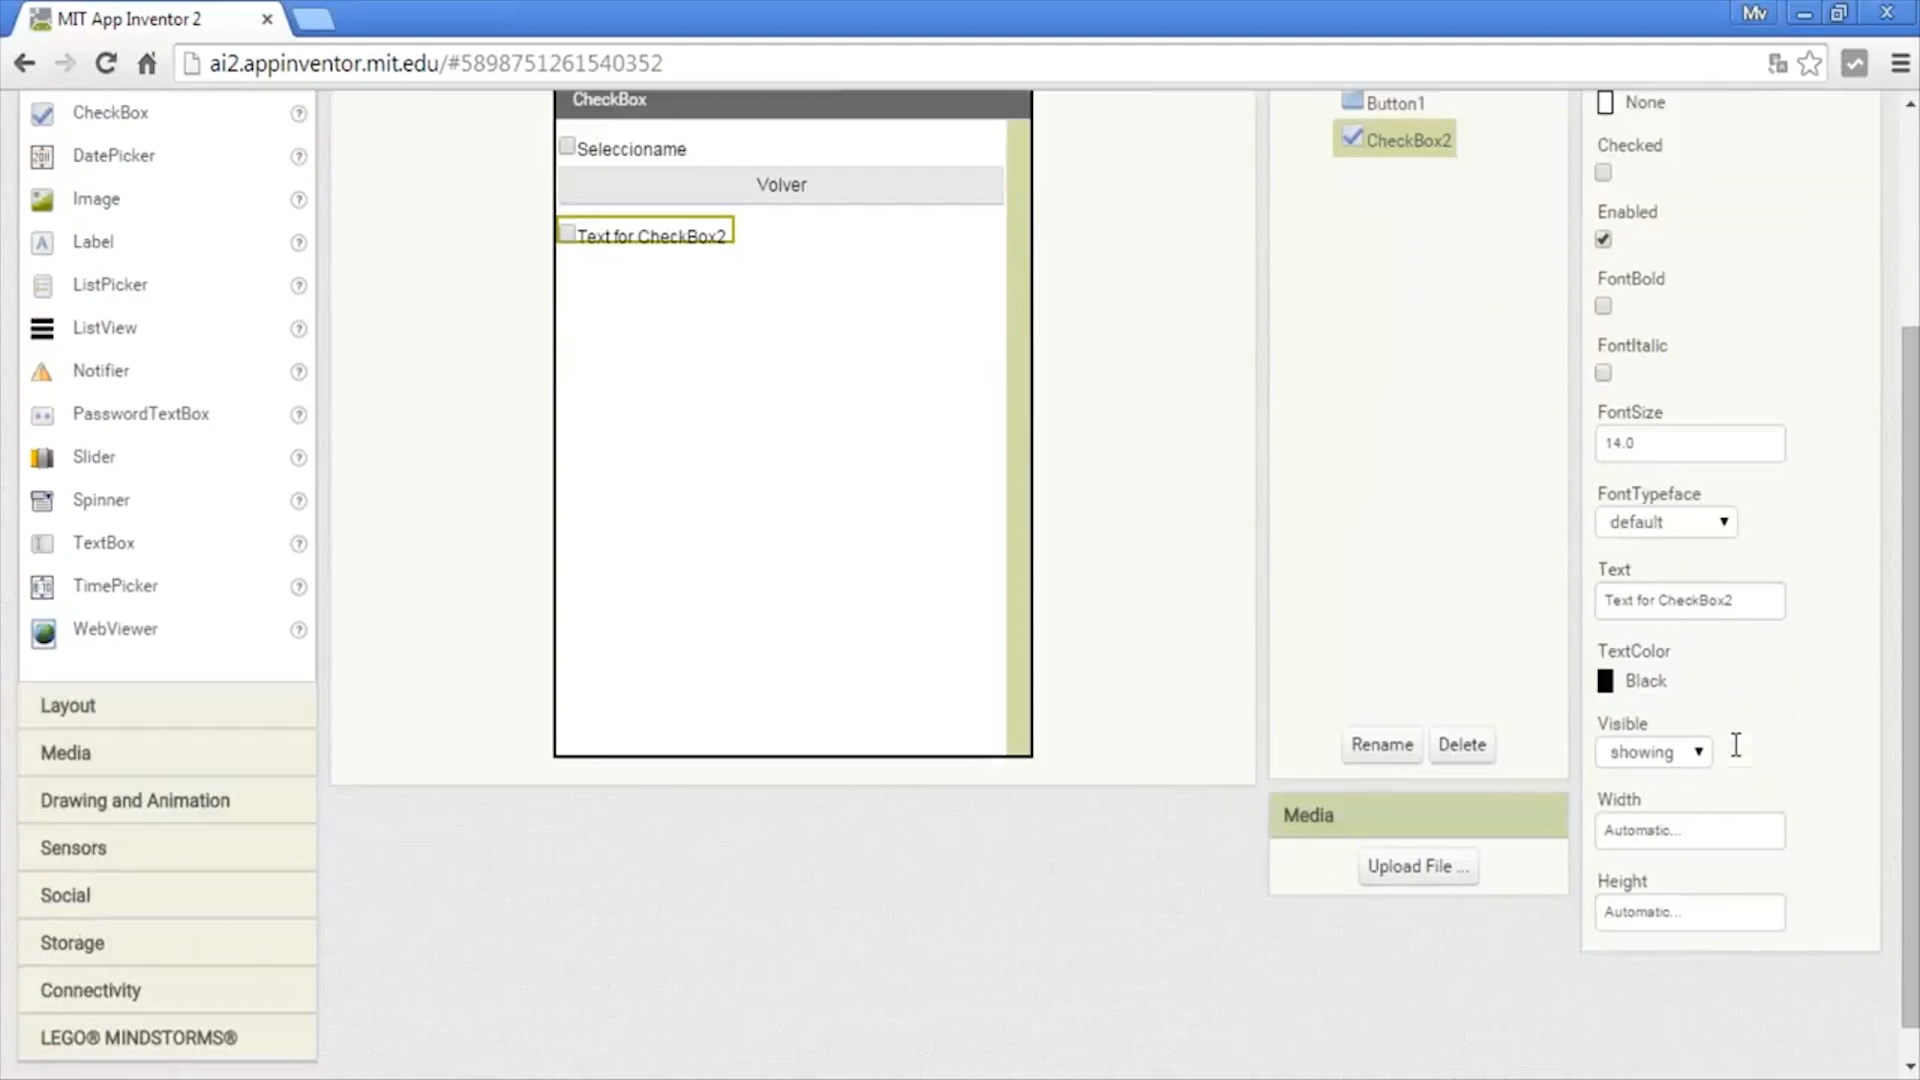 MIT App Inventor 2
Mv
ai2.appinventor.mit.edu/#5898751261540352
CheckBox
DatePicker
Image
Label
ListPicker
ListView
Notifier
PasswordTextBox
Slider
Spinner
TextBox
TimePicker
WebViewer
Layout
Media
Drawing and Animation
Sensors
Social
Storage
Connectivity
LEGO® MINDSTORMS®
CheckBox
Seleccioname
Volver
Text for CheckBox2
Button1
CheckBox2
Rename
Delete
Media
Upload File ...
None
Checked
Enabled
FontBold
FontItalic
FontSize
14.0
FontTypeface
default
Text
Text for CheckBox2
TextColor
Black
Visible
showing
Width
Automatic...
Height
Automatic...